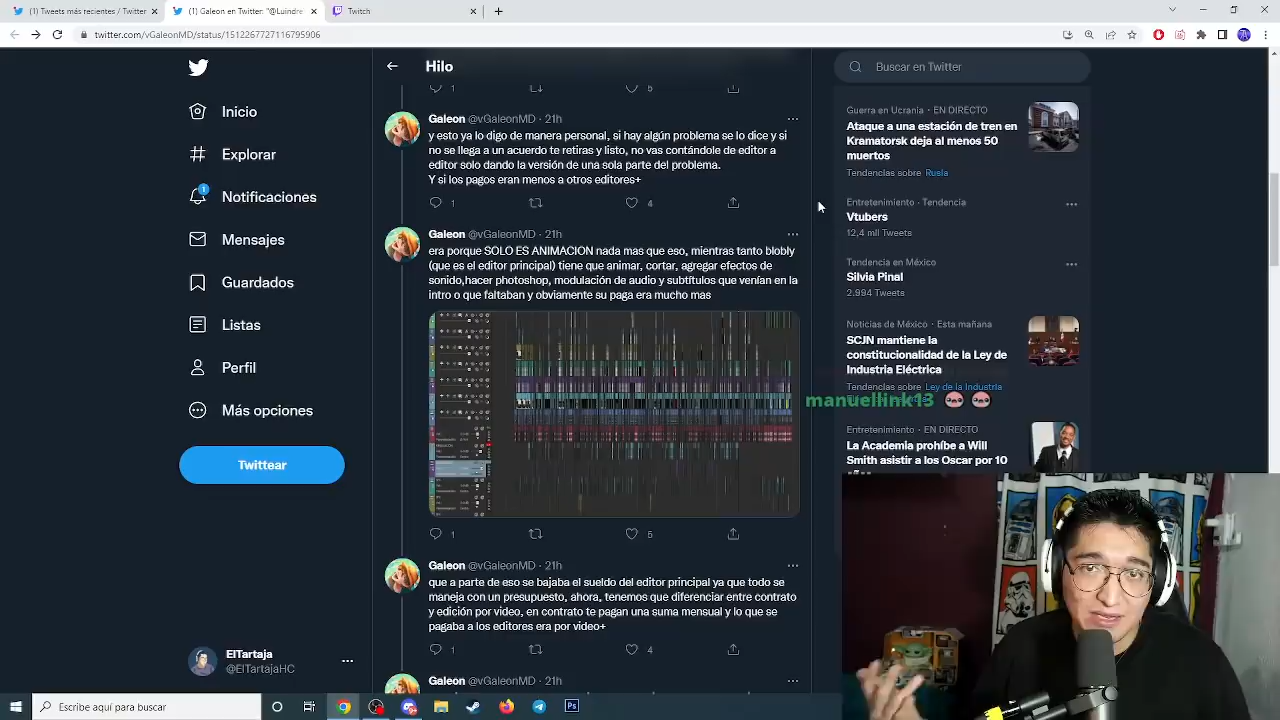 (1) Tweets más recientes / Twitter
(1) Galeon en Twitter: "@Luindre
Twitch
twitter.com/vGaleonMD/status/1512267727116795906
Inicio
Explorar
1
Notificaciones
Mensajes
Guardados
Listas
Perfil
Más opciones
Twittear
ElTartaja
@ElTartajaHC
Hilo
1
5
Galeon @vGaleonMD · 21h
y esto ya lo digo de manera personal, si hay algún problema se lo dice y si
no se llega a un acuerdo te retiras y listo, no vas contándole de editor a
editor solo dando la versión de una sola parte del problema.
Y si los pagos eran menos a otros editores+
1
4
Galeon @vGaleonMD · 21h
era porque SOLO ES ANIMACION nada mas que eso, mientras tanto blobly
(que es el editor principal) tiene que animar, cortar, agregar efectos de
sonido,hacer photoshop, modulación de audio y subtftulos que venían en la
intro o que faltaban y obviamente su paga era mucho mas
1
5
Galeon @vGaleonMD · 21h
que a parte de eso se bajaba el sueldo del editor principal ya que todo se
maneja con un presupuesto, ahora, tenemos que diferenciar entre contrato
y edición por video, en contrato te pagan una suma mensual y lo que se
pagaba a los editores era por video+
1
4
Galeon @vGaleonMD · 21h
Buscar en Twitter
Guerra en Ucrania · EN DIRECTO
Ataque a una estación de tren en
Kramatorsk deja al menos 50
muertos
Tendencias sobre Rusia
Entretenimiento · Tendencia
Vtubers
12,4 mil Tweets
Tendencia en México
Silvia Pinal
2.994 Tweets
Noticias de México · Esta mañana
SCJN mantiene la
constitucionalidad de la Ley de
Industria Eléctrica
Tendencias sobre Ley de la Industria
manuellink13
Entretenimiento · EN DIRECTO
La Academia prohíbe a Will
Smith asistir a los Oscar por 10
Escribe aquí para buscar
Ps